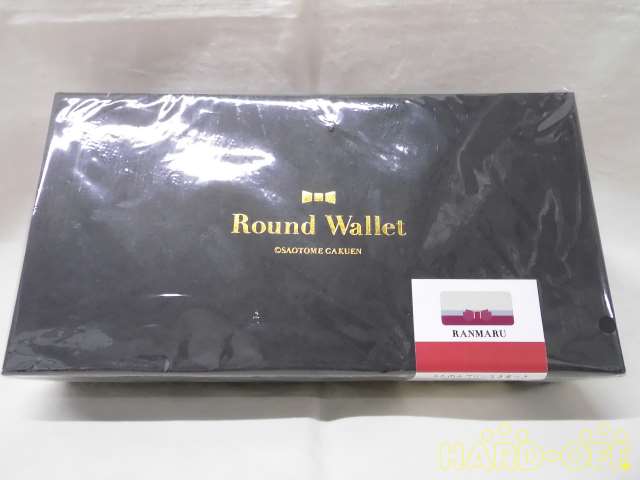 Round Wallet
©SAOTOME GAKUEN
RANMARU
HARD-OFF